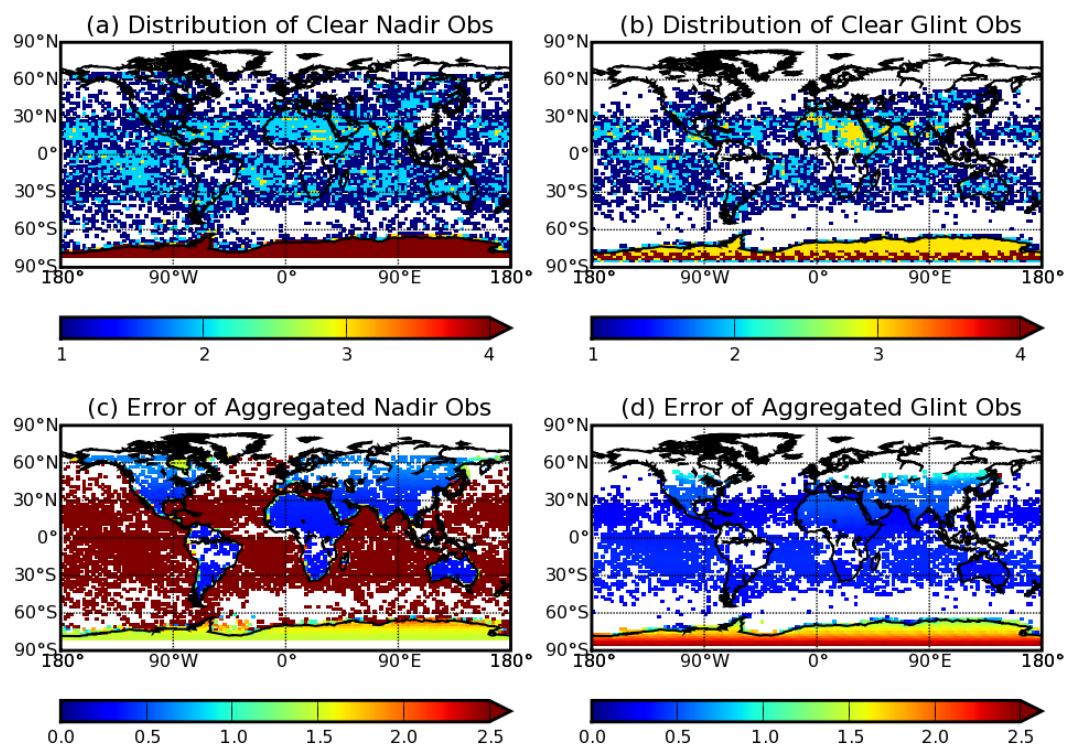 (a) Distribution of Clear Nadir Obs
90°N
60°N
30°N
0°
30°S
60°S
90°S
180° 90°W 0° 90°E 180°
1 2 3 4
(b) Distribution of Clear Glint Obs
90°N
60°N
30°N
0°
30°S
60°S
90°S
180° 90°W 0° 90°E 180°
1 2 3 4
(c) Error of Aggregated Nadir Obs
90°N
60°N
30°N
0°
30°S
60°S
90°S
180° 90°W 0° 90°E 180°
0.0 0.5 1.0 1.5 2.0 2.5
(d) Error of Aggregated Glint Obs
90°N
60°N
30°N
0°
30°S
60°S
90°S
180° 90°W 0° 90°E 180°
0.0 0.5 1.0 1.5 2.0 2.5